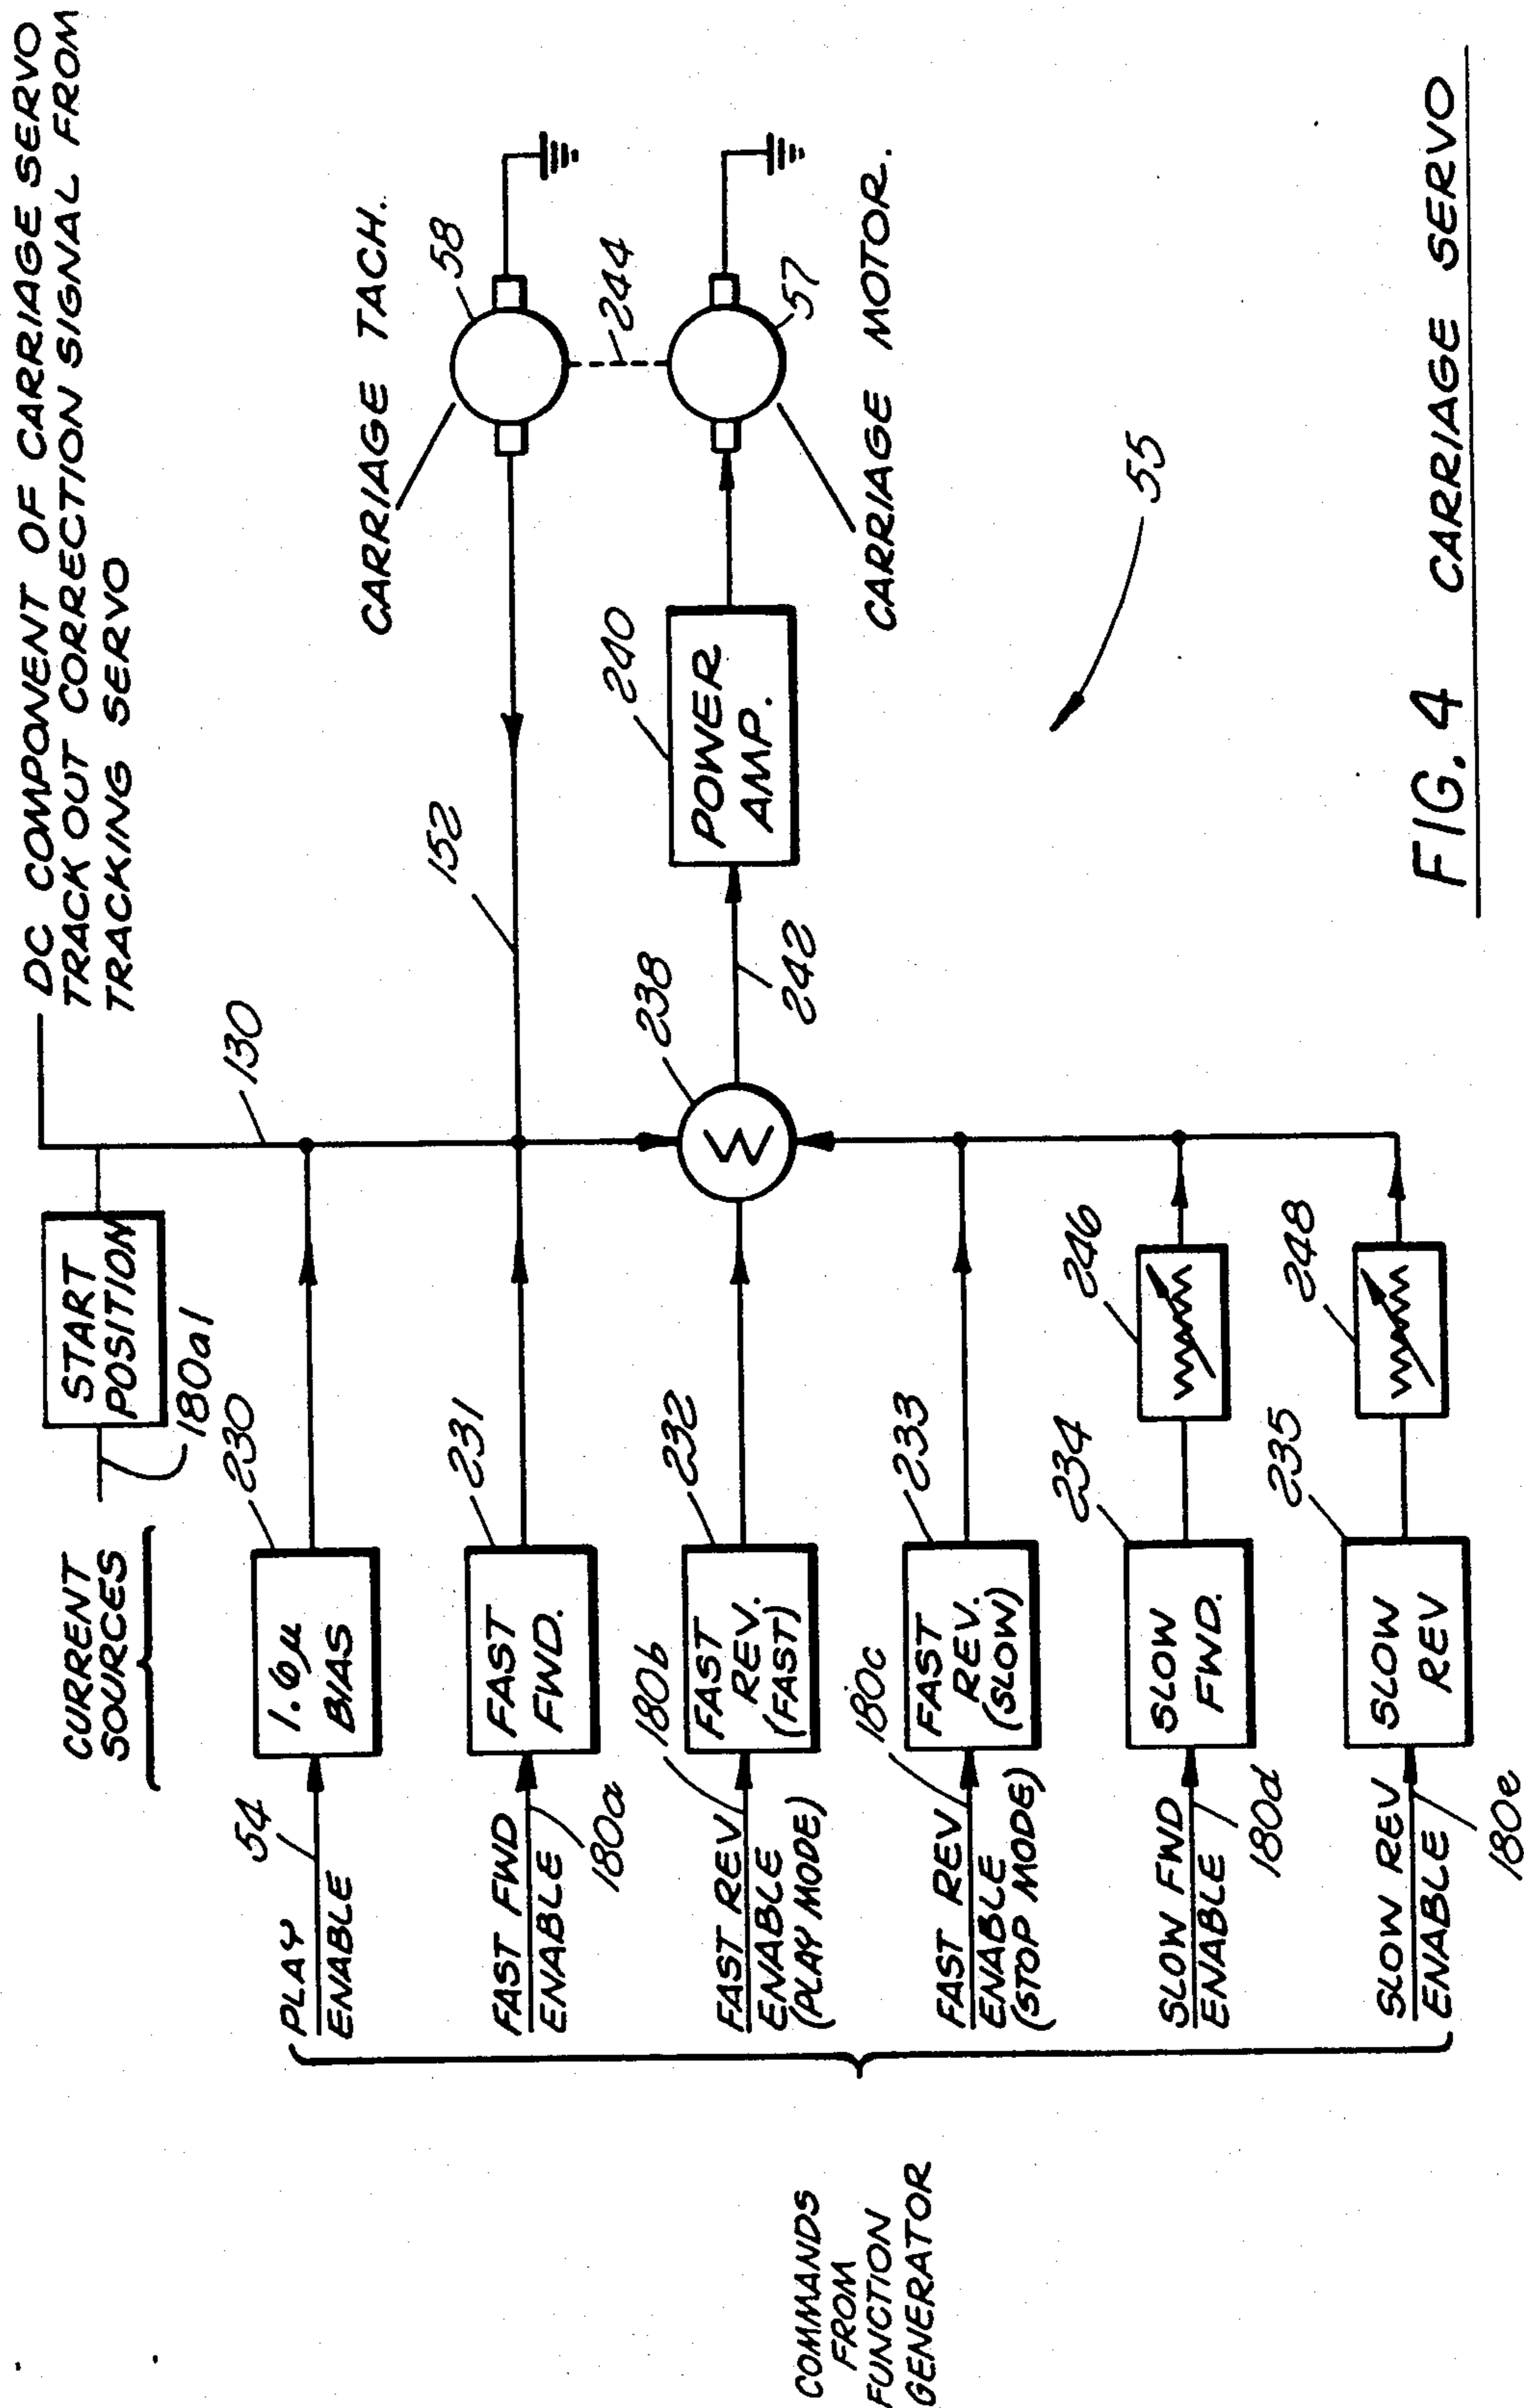 DC COMPONENT OF CARRIAGE SERVO
TRACK OUT CORRECTION SIGNAL FROM
TRACKING SERVO
130
CURRENT
SOURCES
START
POSITION
180a1
COMMANDS
FROM
FUNCTION
GENERATOR
PLAY
ENABLE
54
1.6μ
BIAS
230
FAST FWD
ENABLE
180a
FAST
FWD.
231
FAST REV
ENABLE
(PLAY MODE)
180b
FAST
REV.
(FAST)
232
FAST REV
ENABLE
(STOP MODE)
180c
FAST
REV.
(SLOW)
233
SLOW FWD
ENABLE
180d
SLOW
FWD.
234
246
SLOW REV
ENABLE
180e
SLOW
REV
235
248
152
Σ
238
242
POWER
AMP.
240
CARRIAGE TACH.
58
244
57
CARRIAGE MOTOR.
55
FIG. 4 CARRIAGE SERVO